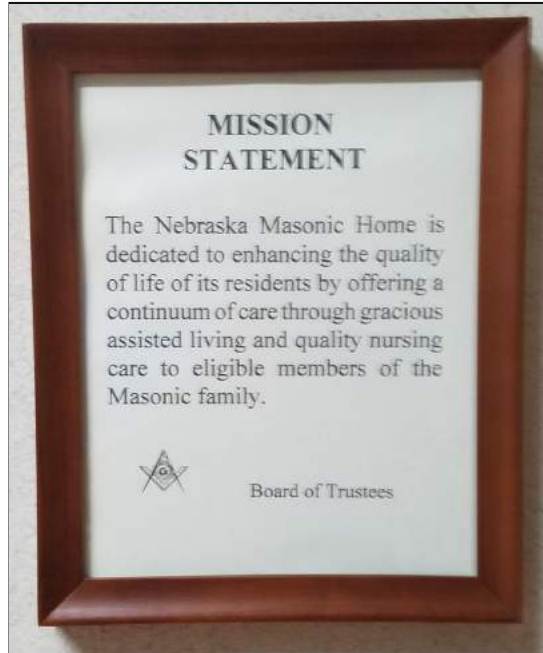 MISSION
STATEMENT
The Nebraska Masonic Home is
dedicated to enhancing the quality
of life of its residents by offering a
continuum of care through gracious
assisted living and quality nursing
care to eligible members of the
Masonic family.
G
Board of Trustees